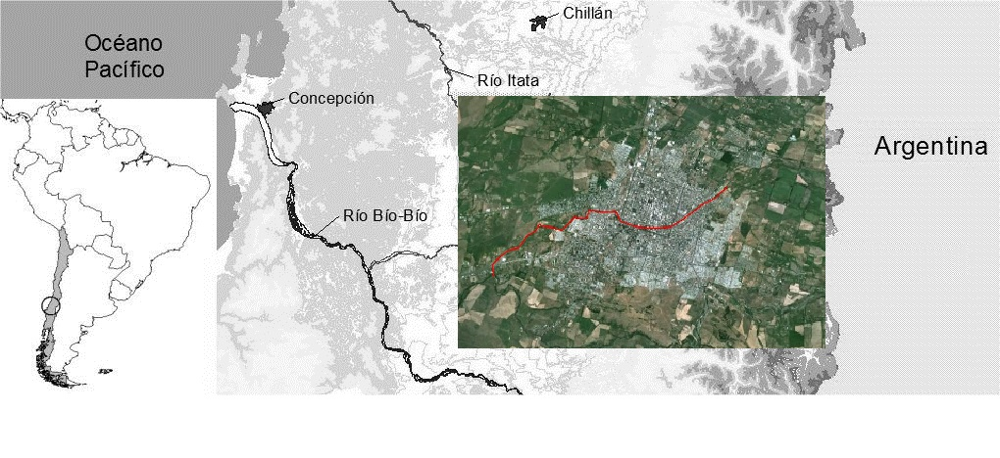 Océano
Pacífico
Chillán
Río Itata
Concepción
Argentina
Río Bío-Bío